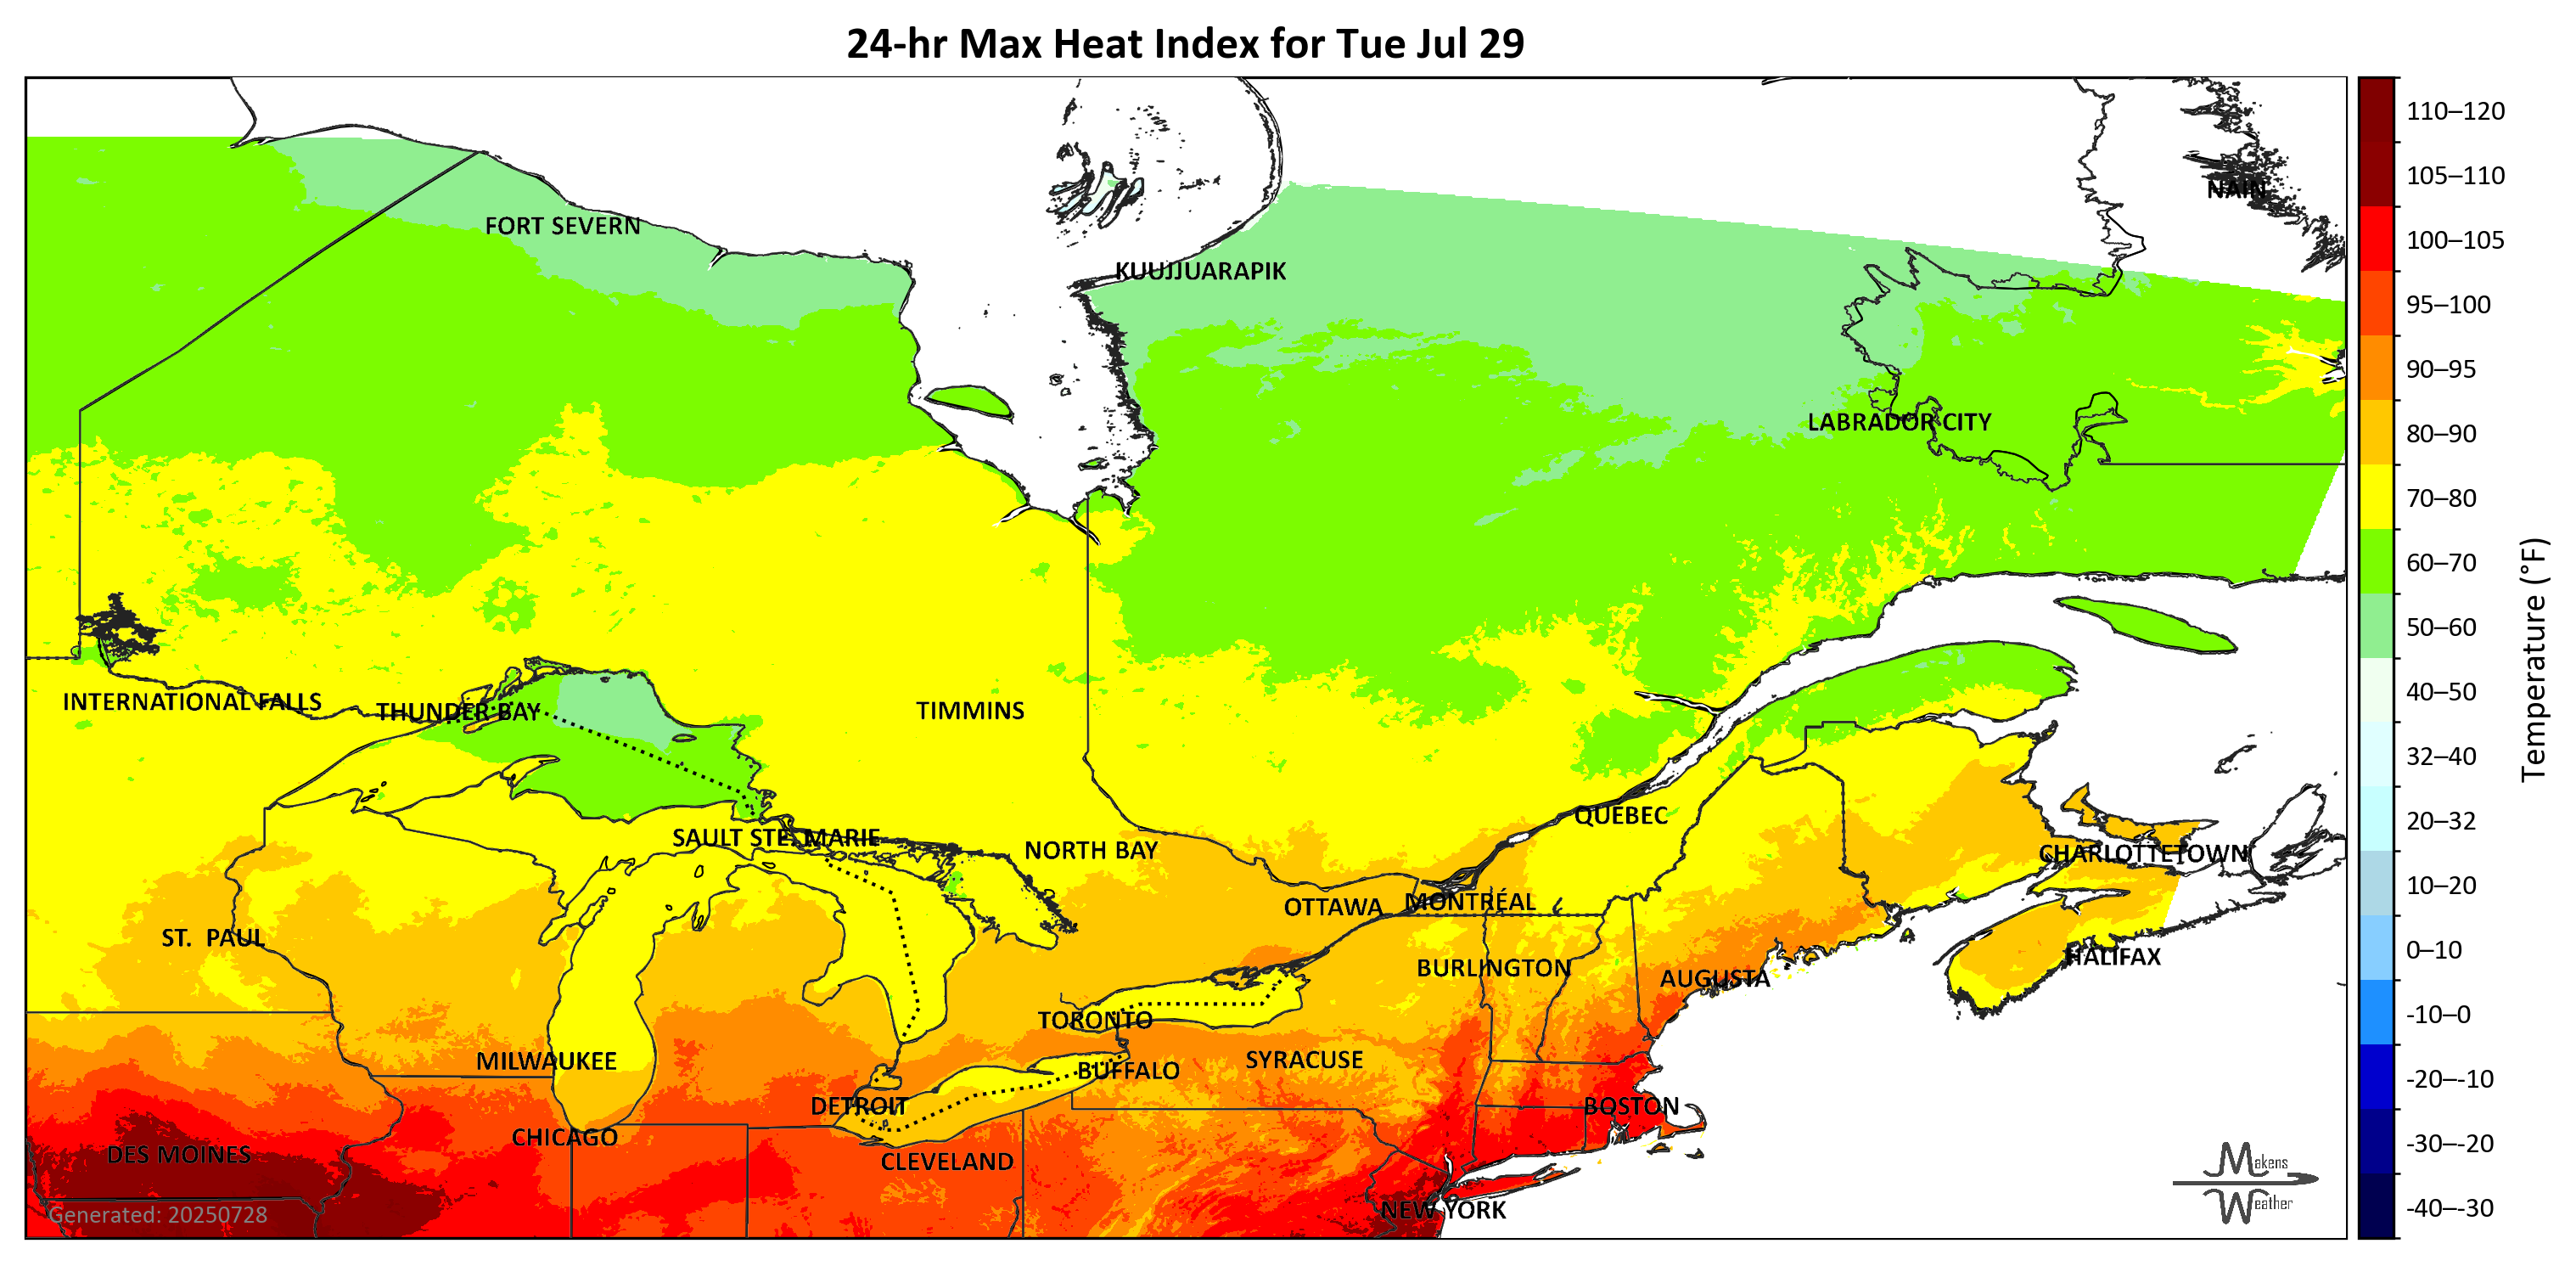 24-hr Max Heat Index for Tue Jul 29
110–120
105–110
NAIN
FORT SEVERN
100–105
KUUJJUARAPIK
95–100
90–95
LABRADOR CITY
80–90
70–80
60–70
50–60
Temperature (°F)
40–50
INTERNATIONAL FALLS
THUNDER BAY
TIMMINS
32–40
QUÉBEC
20–32
SAULT STE. MARIE
NORTH BAY
CHARLOTTETOWN
10–20
OTTAWA
MONTRÉAL
ST. PAUL
0–10
HALIFAX
BURLINGTON
AUGUSTA
TORONTO
-10–0
MILWAUKEE
SYRACUSE
BUFFALO
-20–-10
DETROIT
BOSTON
CHICAGO
-30–-20
DES MOINES
CLEVELAND
Makens
Weather
NEW YORK
-40–-30
Generated: 20250728